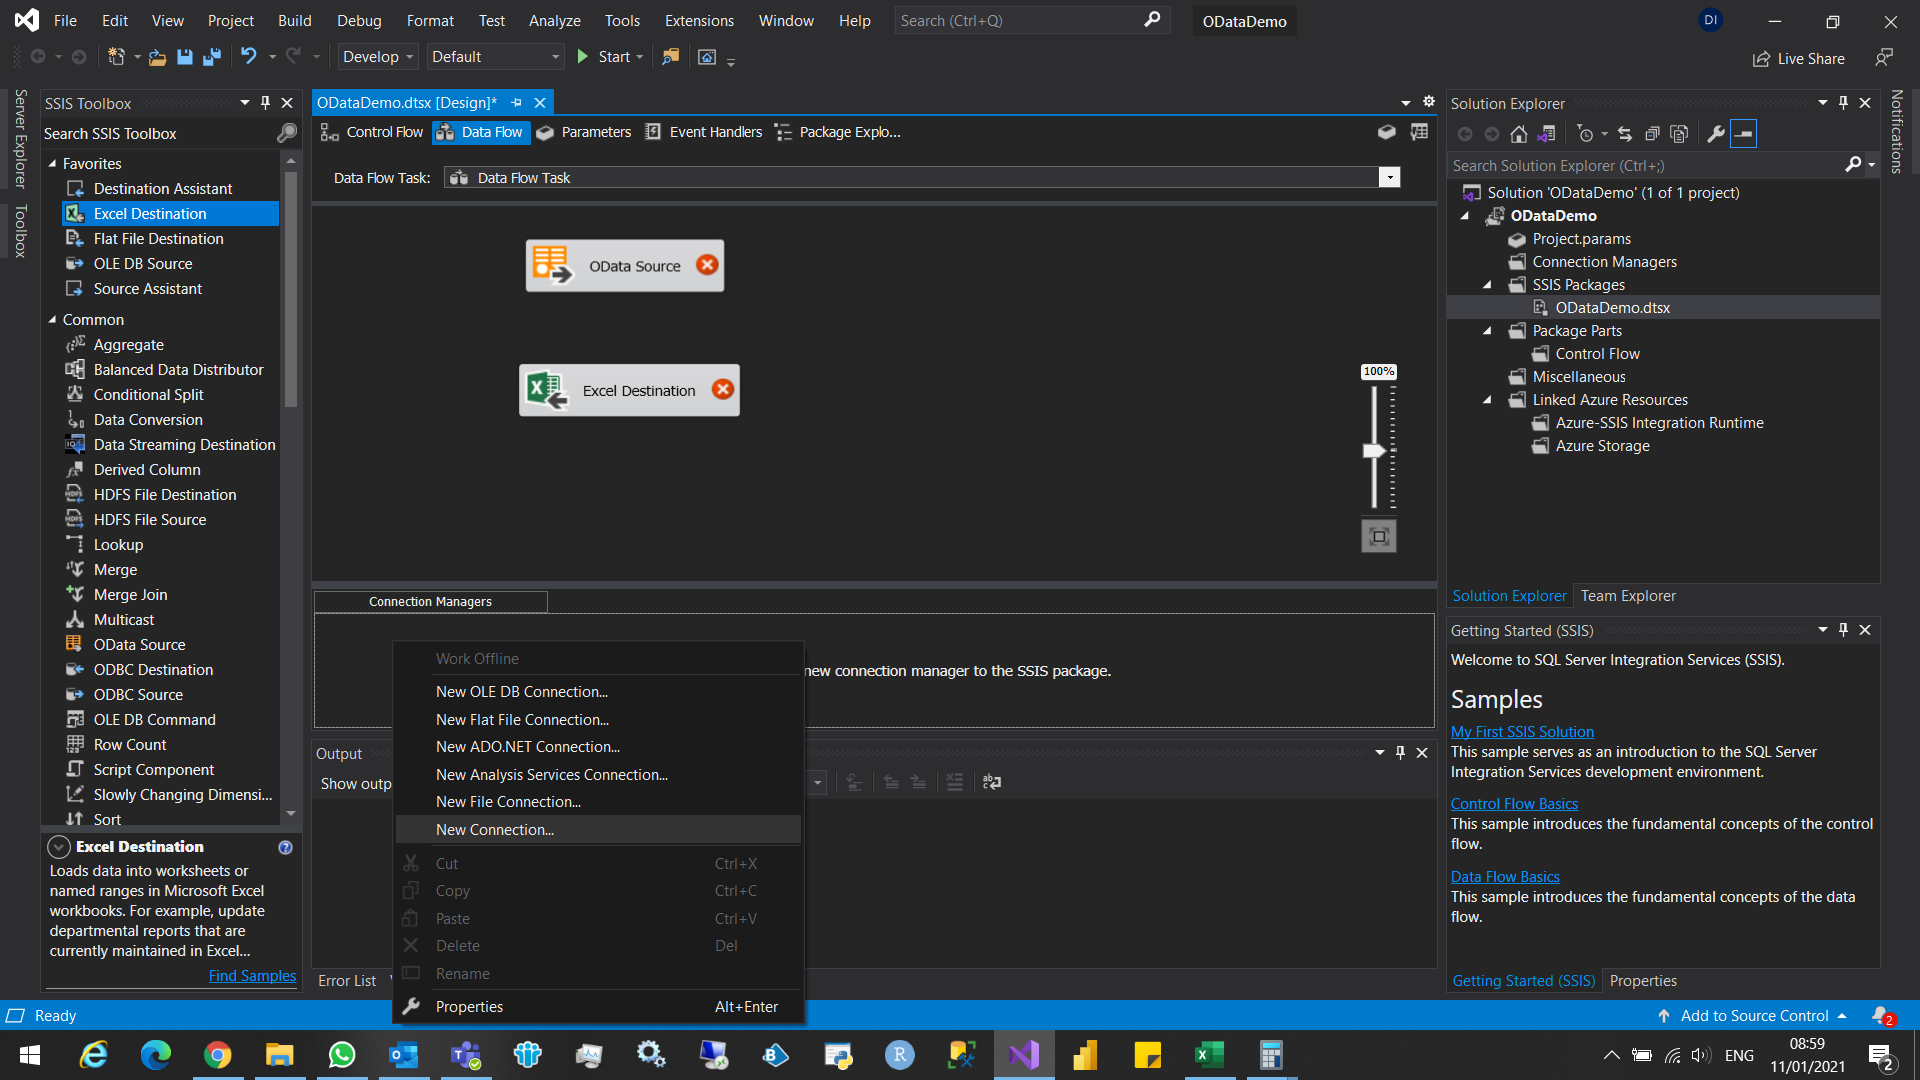 File Edit View Project Build Debug Format Test Analyze Tools Extensions Window Help Search (Ctrl+Q) ODataDemo DI
Develop Default Start Live Share
Server Explorer
Toolbox
SSIS Toolbox
Search SSIS Toolbox
Favorites
Destination Assistant
Excel Destination
Flat File Destination
OLE DB Source
Source Assistant
Common
Aggregate
Balanced Data Distributor
Conditional Split
Data Conversion
Data Streaming Destination
Derived Column
HDFS File Destination
HDFS File Source
Lookup
Merge
Merge Join
Multicast
OData Source
ODBC Destination
ODBC Source
OLE DB Command
Row Count
Script Component
Slowly Changing Dimensi...
Sort
Excel Destination
Loads data into worksheets or
named ranges in Microsoft Excel
workbooks. For example, update
departmental reports that are
currently maintained in Excel...
Find Samples
ODataDemo.dtsx [Design]*
Control Flow Data Flow Parameters Event Handlers Package Explo...
Data Flow Task: Data Flow Task
OData Source
Excel Destination
100%
Connection Managers
new connection manager to the SSIS package.
Work Offline
New OLE DB Connection...
New Flat File Connection...
New ADO.NET Connection...
New Analysis Services Connection...
New File Connection...
New Connection...
Cut Ctrl+X
Copy Ctrl+C
Paste Ctrl+V
Delete Del
Rename
Properties Alt+Enter
Output
Show outp
Error List
Solution Explorer
Search Solution Explorer (Ctrl+;)
Solution 'ODataDemo' (1 of 1 project)
ODataDemo
Project.params
Connection Managers
SSIS Packages
ODataDemo.dtsx
Package Parts
Control Flow
Miscellaneous
Linked Azure Resources
Azure-SSIS Integration Runtime
Azure Storage
Solution Explorer Team Explorer
Getting Started (SSIS)
Welcome to SQL Server Integration Services (SSIS).
Samples
My First SSIS Solution
This sample serves as an introduction to the SQL Server
Integration Services development environment.
Control Flow Basics
This sample introduces the fundamental concepts of the control
flow.
Data Flow Basics
This sample introduces the fundamental concepts of the data
flow.
Getting Started (SSIS) Properties
Notifications
Ready Add to Source Control 2
ENG 08:59
11/01/2021 2